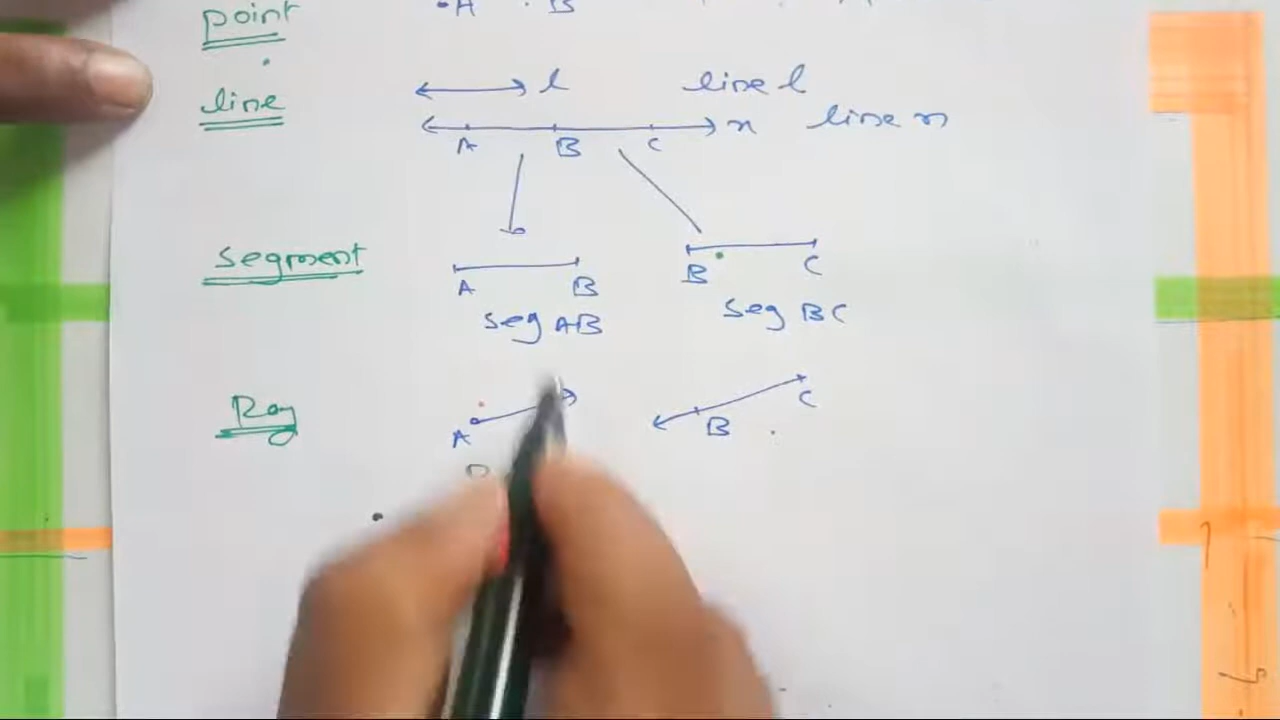 point A B
l line l
line
A B C n line n
segment
A B B C
seg AB seg BC
Ray
A B C